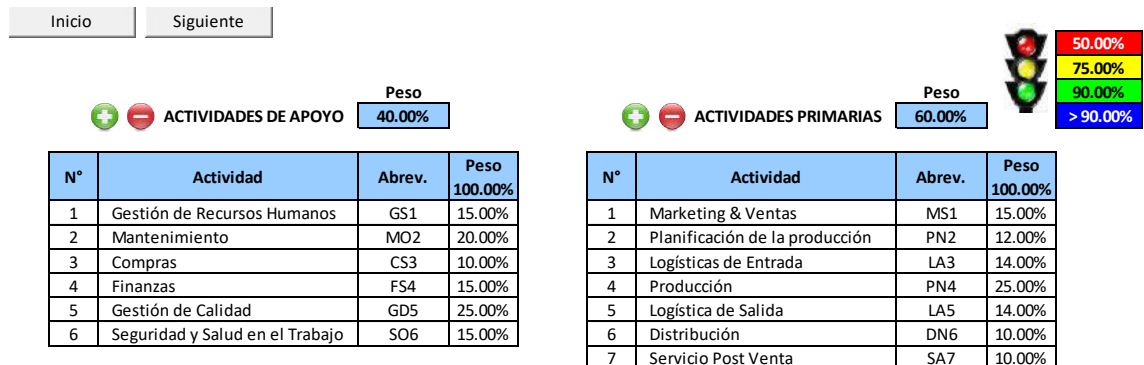 Inicio Siguiente
50.00%
75.00%
Peso Peso 90.00%
ACTIVIDADES DE APOYO 40.00% ACTIVIDADES PRIMARIAS 60.00% > 90.00%
N° Actividad Abrev. Peso 100.00% N° Actividad Abrev. Peso 100.00%
1 Gestión de Recursos Humanos GS1 15.00% 1 Marketing & Ventas MS1 15.00%
2 Mantenimiento MO2 20.00% 2 Planificación de la producción PN2 12.00%
3 Compras CS3 10.00% 3 Logísticas de Entrada LA3 14.00%
4 Finanzas FS4 15.00% 4 Producción PN4 25.00%
5 Gestión de Calidad GD5 25.00% 5 Logística de Salida LA5 14.00%
6 Seguridad y Salud en el Trabajo SO6 15.00% 6 Distribución DN6 10.00%
7 Servicio Post Venta SA7 10.00%